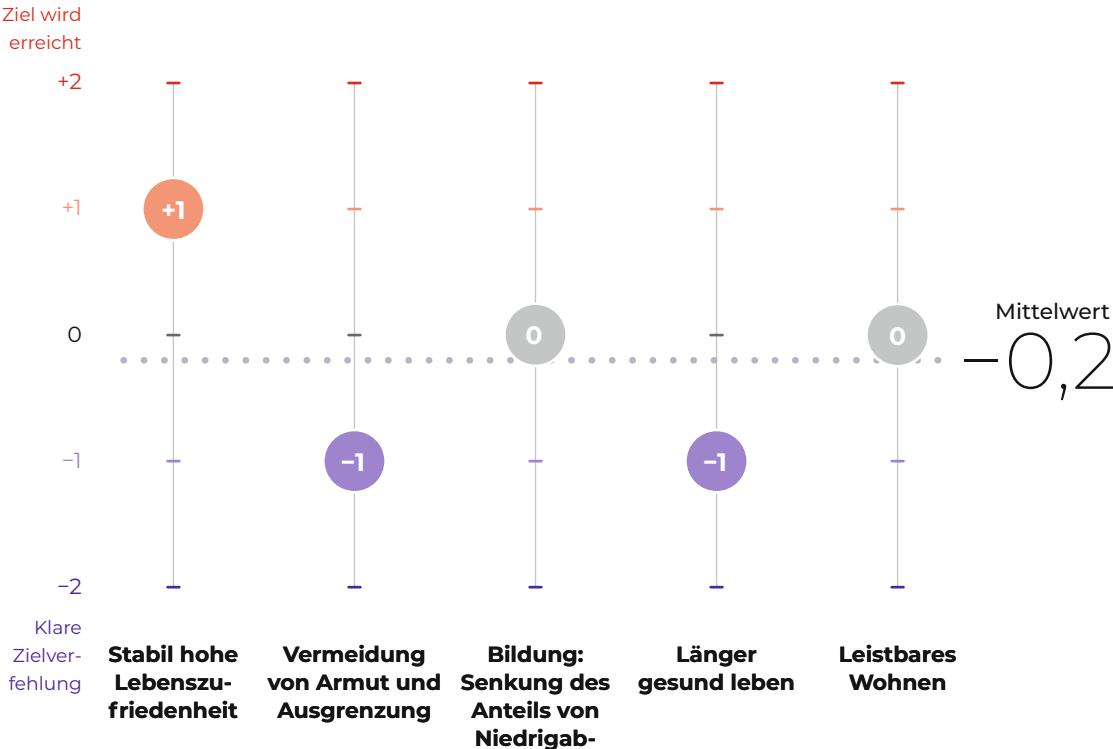 Ziel wird
erreicht
+2
+1
+1
0
0
0
Mittelwert
−0,2
−1
−1
−1
−2
Klare
Zielver-
fehlung
Stabil hohe
Lebenszu-
friedenheit
Vermeidung
von Armut und
Ausgrenzung
Bildung:
Senkung des
Anteils von
Niedrigab-
Länger
gesund leben
Leistbares
Wohnen